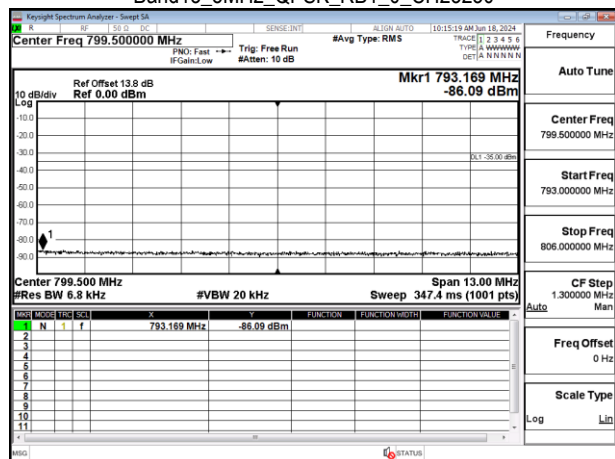 Keysight Spectrum Analyzer - Swept SA
RF 50 Ω DC SENSE:INT ALIGN AUTO 10:15:19 AM Jun 18, 2024
Center Freq 799.500000 MHz #Avg Type: RMS TRACE 1 2 3 4 5 6
PNO: Fast Trig: Free Run TYPE A WWWWW
IFGain:Low #Atten: 10 dB DET A N N N N N
Frequency
Auto Tune
Ref Offset 13.8 dB Mkr1 793.169 MHz
10 dB/div Ref 0.00 dBm -86.09 dBm
Log
-10.0
-20.0
-30.0
DL1 -35.00 dBm
-40.0
-50.0
-60.0
-70.0
-80.0
1
-90.0
Center 799.500 MHz Span 13.00 MHz
#Res BW 6.8 kHz #VBW 20 kHz Sweep 347.4 ms (1001 pts)
MKR MODE TRC SCL X Y FUNCTION FUNCTION WIDTH FUNCTION VALUE
1 N 1 f 793.169 MHz -86.09 dBm
2
3
4
5
6
7
8
9
10
11
Center Freq
799.500000 MHz
Start Freq
793.000000 MHz
Stop Freq
806.000000 MHz
CF Step
1.300000 MHz
Auto Man
Freq Offset
0 Hz
Scale Type
Log Lin
MSG STATUS